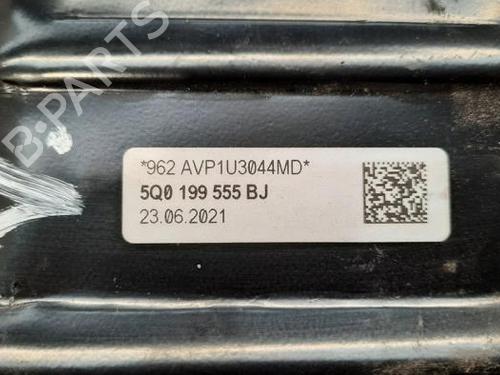 B-PARTS
*962 AVP1U3044MD*
5Q0 199 555 BJ
23.06.2021